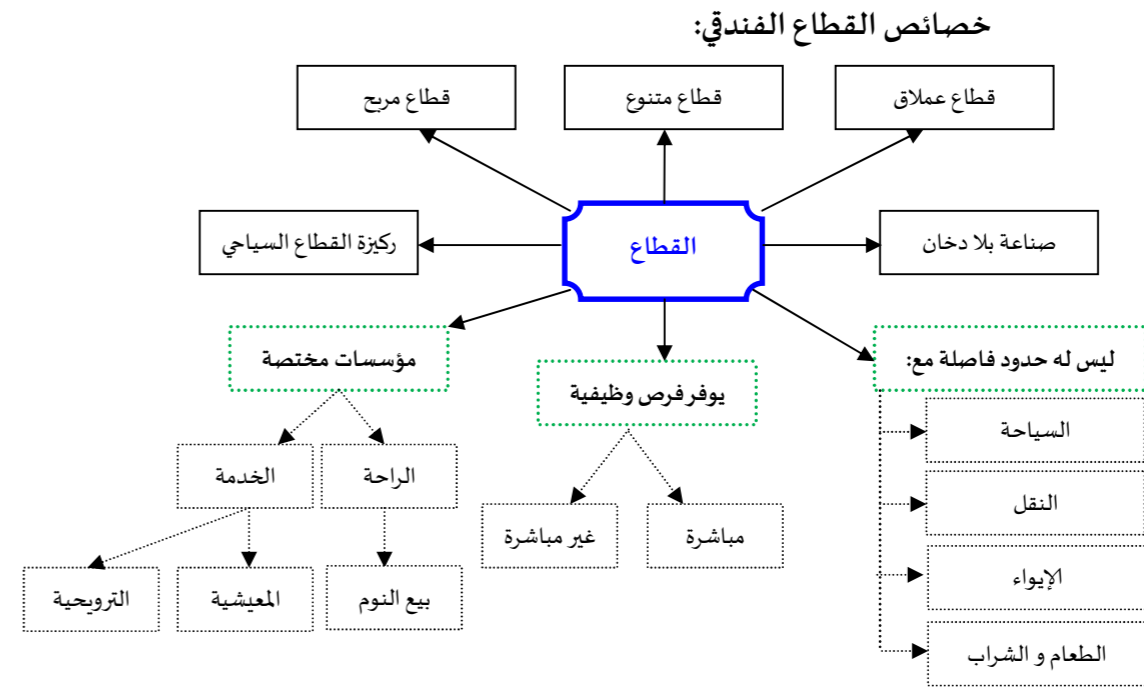 خصائص القطاع الفندقي:
قطاع عملاق
قطاع متنوع
قطاع مربح
صناعة بلا دخان
القطاع
ركيزة القطاع السياحي
ليس له حدود فاصلة مع:
يوفر فرص وظيفية
مؤسسات مختصة
السياحة
النقل
الإيواء
الطعام و الشراب
مباشرة
غير مباشرة
الراحة
الخدمة
بيع النوم
المعيشية
الترويحية